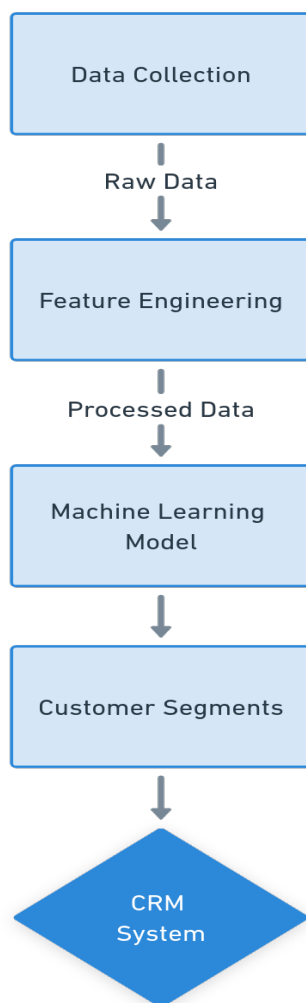 Data Collection
Raw Data
Feature Engineering
Processed Data
Machine Learning
Model
Customer Segments
CRM
System